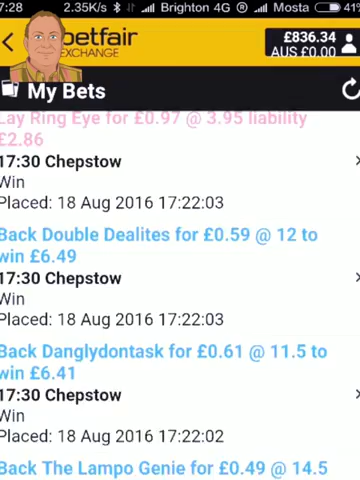 7:28 2.35K/s Brighton 4G Mosta 41%
betfair
EXCHANGE
£836.34
AUS £0.00
My Bets
Lay Ring Eye for £0.97 @ 3.95 liability
£2.86
17:30 Chepstow
Win
Placed: 18 Aug 2016 17:22:03
Back Double Dealites for £0.59 @ 12 to
win £6.49
17:30 Chepstow
Win
Placed: 18 Aug 2016 17:22:03
Back Danglydontask for £0.61 @ 11.5 to
win £6.41
17:30 Chepstow
Win
Placed: 18 Aug 2016 17:22:02
Back The Lampo Genie for £0.49 @ 14.5